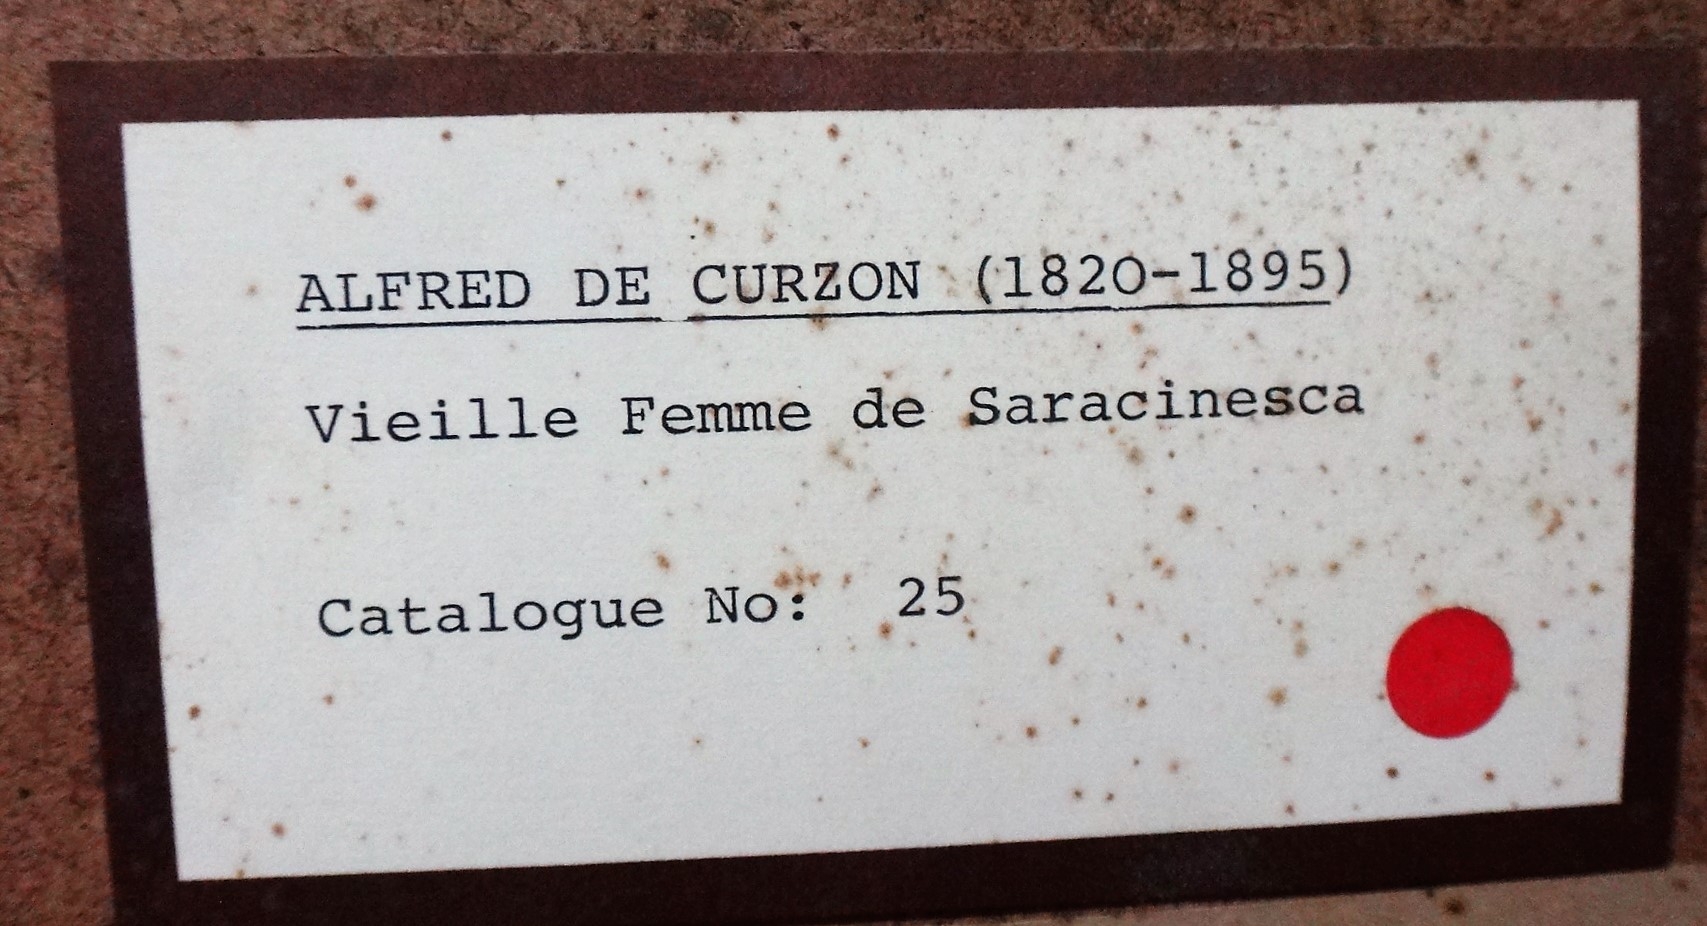 ALFRED DE CURZON (1820-1895)
Vieille Femme de Saracinesca
Catalogue No: 25